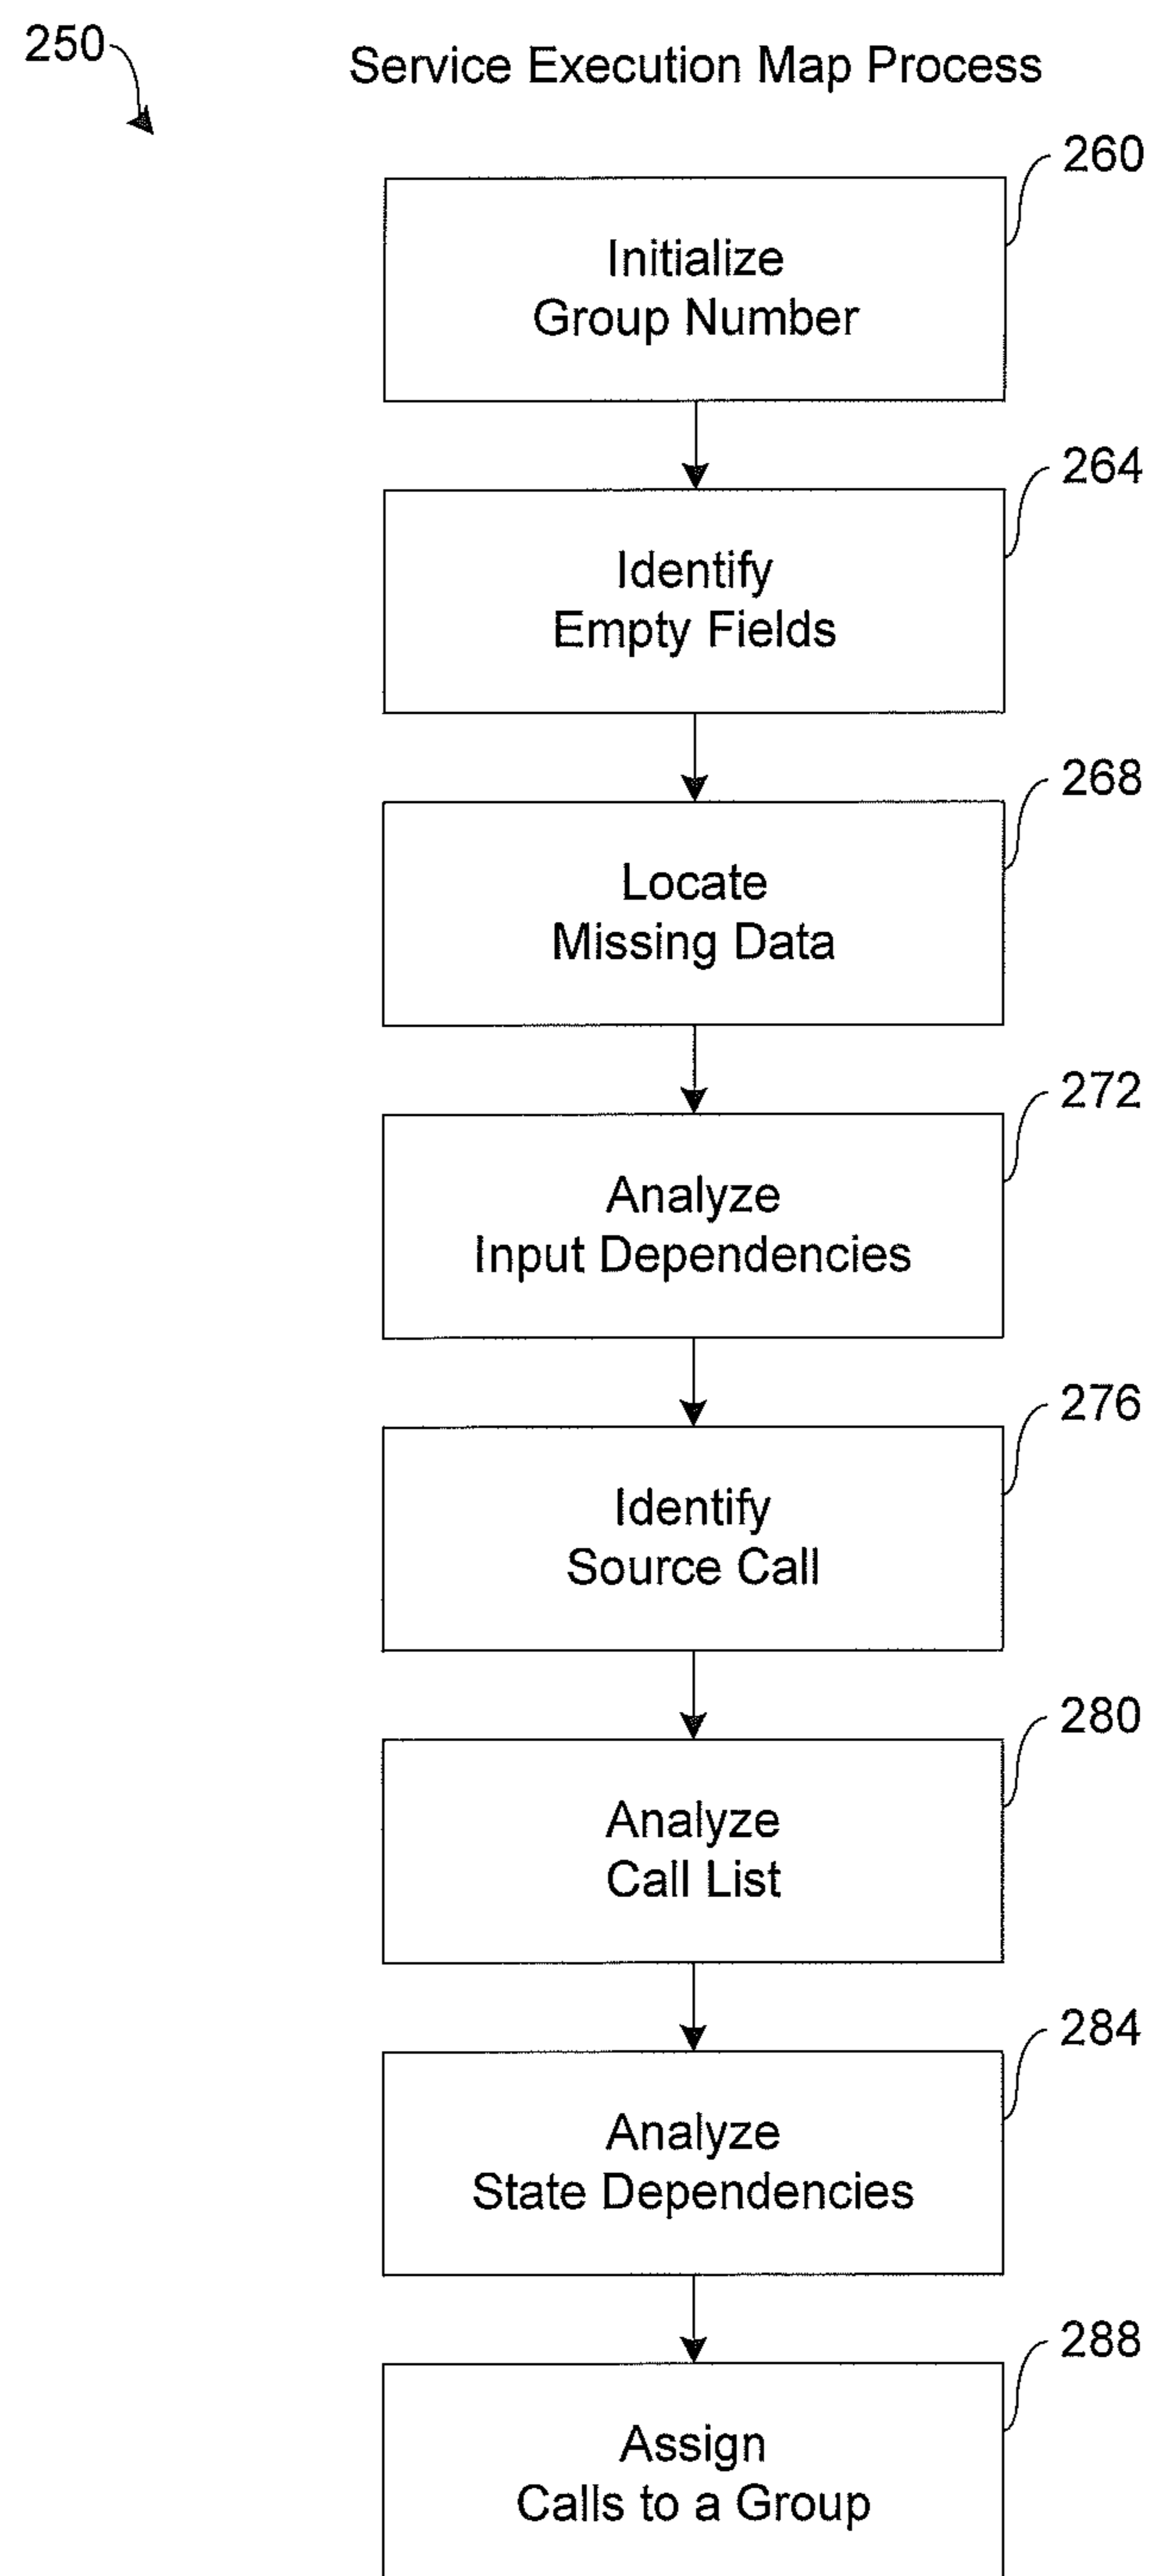 250
Service Execution Map Process
260
Initialize
Group Number
264
Identify
Empty Fields
268
Locate
Missing Data
272
Analyze
Input Dependencies
276
Identify
Source Call
280
Analyze
Call List
284
Analyze
State Dependencies
288
Assign
Calls to a Group